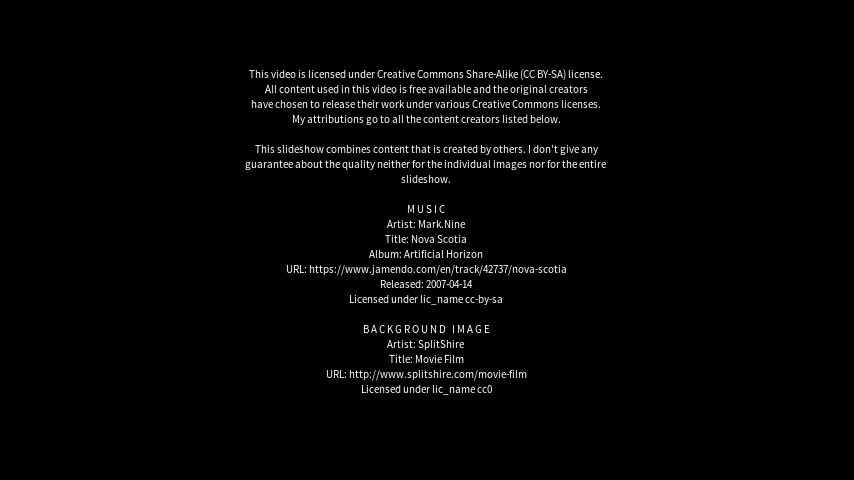 This video is licensed under Creative Commons Share-Alike (CC BY-SA) license.
All content used in this video is free available and the original creators
have chosen to release their work under various Creative Commons licenses.
My attributions go to all the content creators listed below.
This slideshow combines content that is created by others. I don't give any
guarantee about the quality neither for the individual images nor for the entire
slideshow.
MUSIC
Artist: Mark.Nine
Title: Nova Scotia
Album: Artificial Horizon
URL: https://www.jamendo.com/en/track/42737/nova-scotia
Released: 2007-04-14
Licensed under lic_name cc-by-sa
BACKGROUND IMAGE
Artist: SplitShire
Title: Movie Film
URL: http://www.splitshire.com/movie-film
Licensed under lic_name cc0